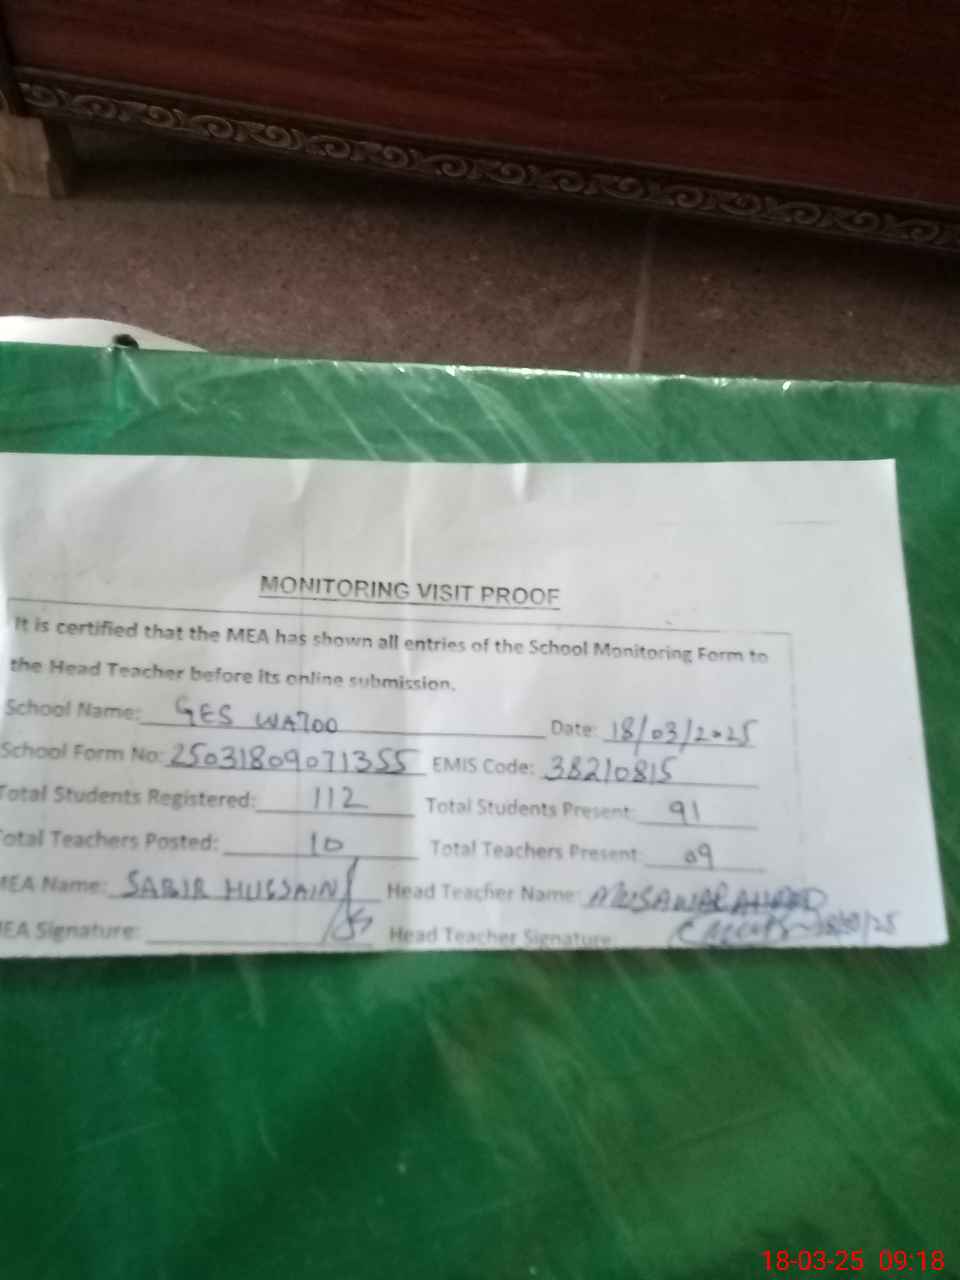 MONITORING VISIT PROOF
It is certified that the MEA has shown all entries of the School Monitoring Form to
the Head Teacher before its online submission.
School Name: GES WATOO Date: 18/03/2025
School Form No: 25031809071355 EMIS Code: 38210815
Total Students Registered: 112 Total Students Present: 91
Total Teachers Posted: 10 Total Teachers Present: 09
MEA Name: SABIR HUSSAIN Head Teacher Name: MUSAWAR AHMAD
MEA Signature: Head Teacher Signature
18-03-25 09:18